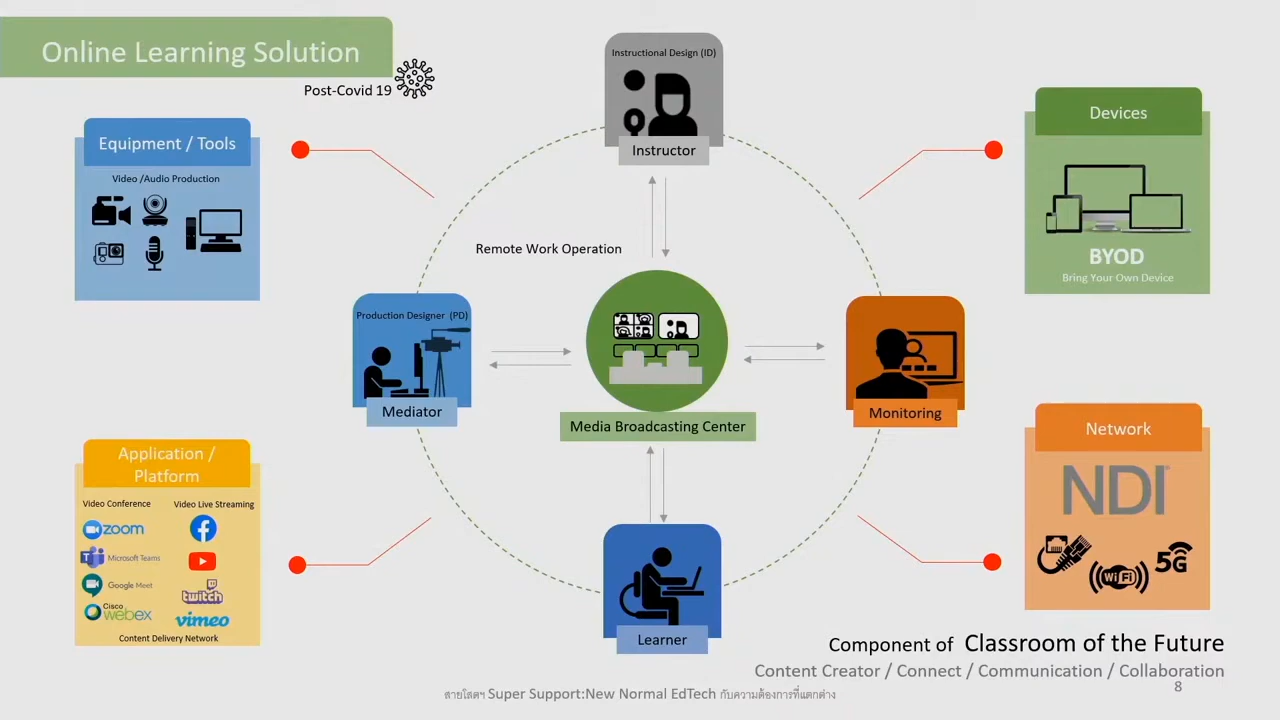 Online Learning Solution
Post-Covid 19
Equipment / Tools
Video /Audio Production
Application /
Platform
Video Conference
Video Live Streaming
zoom
Microsoft Teams
Google Meet
Cisco
webex
twitch
vimeo
Content Delivery Network
Instructional Design (ID)
Instructor
Remote Work Operation
Production Designer (PD)
Mediator
Media Broadcasting Center
Monitoring
Learner
Devices
BYOD
Bring Your Own Device
Network
NDI
WiFi
5G
Component of Classroom of the Future
Content Creator / Connect / Communication / Collaboration
8
สายโสตฯ Super Support:New Normal EdTech กับความต้องการที่แตกต่าง